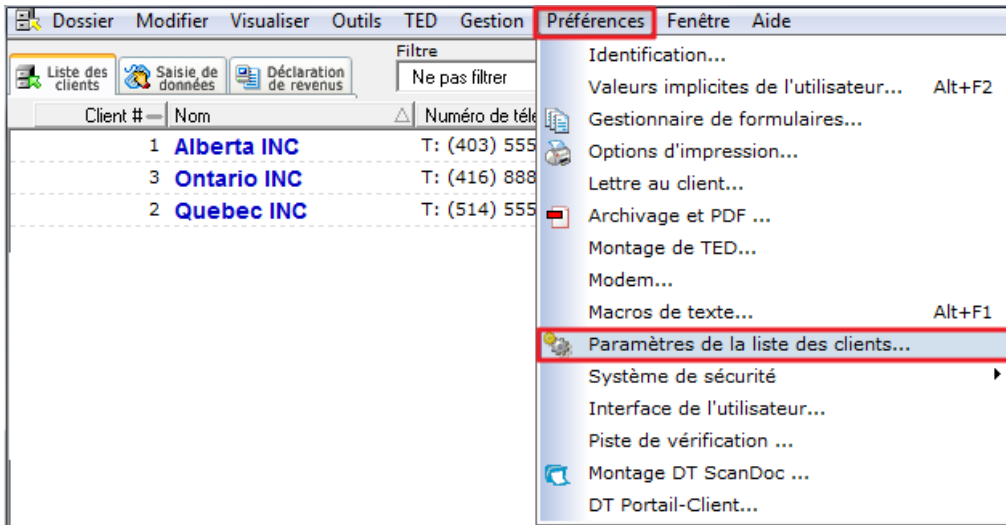 Dossier Modifier Visualiser Outils TED Gestion Préférences Fenêtre Aide
Liste des clients
Saisie de données
Déclaration de revenus
Filtre
Ne pas filtrer
Client # Nom Numéro de télé
1 Alberta INC T: (403) 555
3 Ontario INC T: (416) 888
2 Quebec INC T: (514) 555
Identification...
Valeurs implicites de l'utilisateur... Alt+F2
Gestionnaire de formulaires...
Options d'impression...
Lettre au client...
Archivage et PDF ...
Montage de TED...
Modem...
Macros de texte... Alt+F1
Paramètres de la liste des clients...
Système de sécurité
Interface de l'utilisateur...
Piste de vérification ...
Montage DT ScanDoc ...
DT Portail-Client...